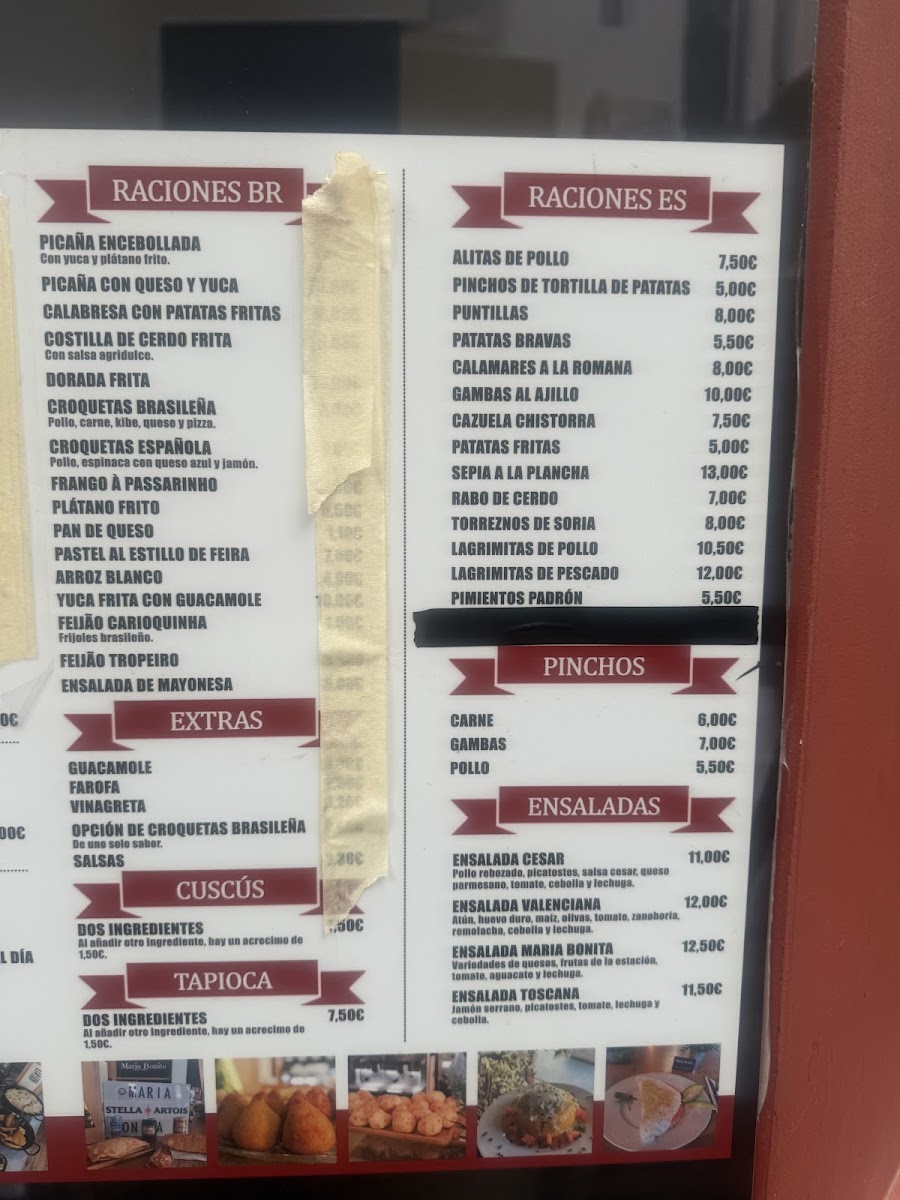 RACIONES BR
PICAÑA ENCEBOLLADA
Con yuca y plátano frito.
PICAÑA CON QUESO Y YUCA
CALABRESA CON PATATAS FRITAS
COSTILLA DE CERDO FRITA
Con salsa agridulce.
DORADA FRITA
CROQUETAS BRASILEÑA
Pollo, carne, kibe, queso y pizza.
CROQUETAS ESPAÑOLA
Pollo, espinaca con queso azul y jamón.
FRANGO À PASSARINHO
PLÁTANO FRITO
PAN DE QUESO
PASTEL AL ESTILLO DE FEIRA
ARROZ BLANCO
YUCA FRITA CON GUACAMOLE
FEIJÃO CARIOQUINHA
Frijoles brasileño.
FEIJÃO TROPEIRO
ENSALADA DE MAYONESA
EXTRAS
GUACAMOLE
FAROFA
VINAGRETA
OPCIÓN DE CROQUETAS BRASILEÑA
De uno solo sabor.
SALSAS
CUSCÚS
DOS INGREDIENTES
Al añadir otro ingrediente, hay un acrecimo de
1,50€.
TAPIOCA
DOS INGREDIENTES 7,50€
Al añadir otro ingrediente, hay un acrecimo de
1,50€.
RACIONES ES
ALITAS DE POLLO 7,50€
PINCHOS DE TORTILLA DE PATATAS 5,00€
PUNTILLAS 8,00€
PATATAS BRAVAS 5,50€
CALAMARES A LA ROMANA 8,00€
GAMBAS AL AJILLO 10,00€
CAZUELA CHISTORRA 7,50€
PATATAS FRITAS 5,00€
SEPIA A LA PLANCHA 13,00€
RABO DE CERDO 7,00€
TORREZNOS DE SORIA 8,00€
LAGRIMITAS DE POLLO 10,50€
LAGRIMITAS DE PESCADO 12,00€
PIMIENTOS PADRÓN 5,50€
PINCHOS
CARNE 6,00€
GAMBAS 7,00€
POLLO 5,50€
ENSALADAS
ENSALADA CESAR 11,00€
Pollo rebozado, picatostes, salsa cesar, queso
parmesano, tomate, cebolla y lechuga.
ENSALADA VALENCIANA 12,00€
Atún, huevo duro, maíz, olivas, tomate, zanahoria,
remolacha, cebolla y lechuga.
ENSALADA MARIA BONITA 12,50€
Variedades de quesos, frutas de la estación,
tomate, aguacate y lechuga.
ENSALADA TOSCANA 11,50€
Jamón serrano, picatostes, tomate, lechuga y
cebolla.
L DÍA
Maria Bonita
MARIA
STELLA ARTOIS